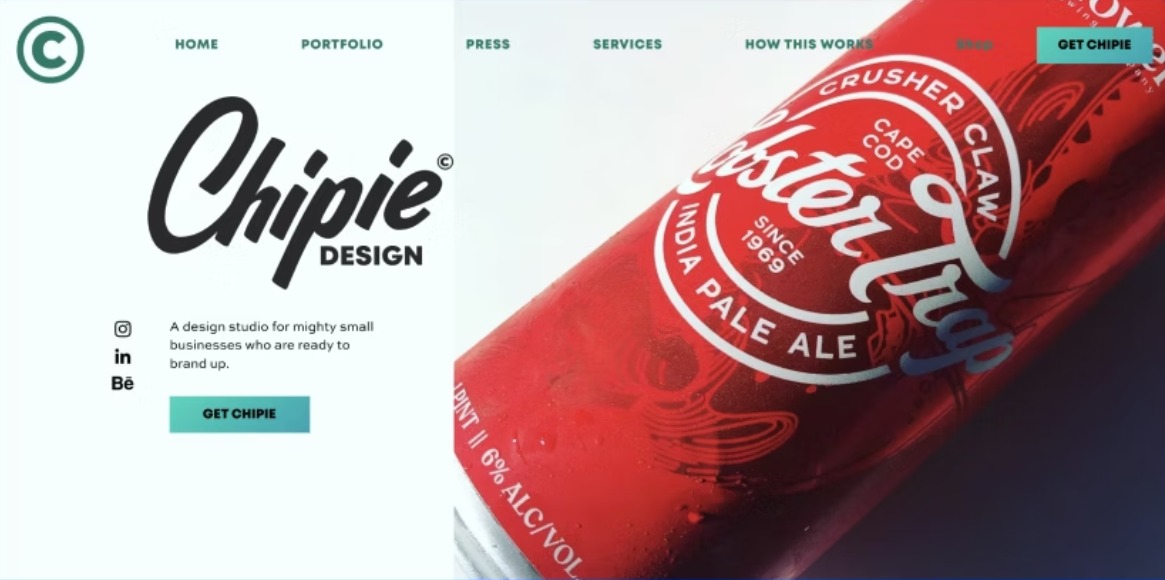 ©
HOME
PORTFOLIO
PRESS
SERVICES
HOW THIS WORKS
Shop
GET CHIPIE
Chipie©
DESIGN
A design studio for mighty small
businesses who are ready to
brand up.
in
Bē
GET CHIPIE
CRUSHER CLAW
CAPE
COD
Lobster Trap
SINCE
1969
INDIA PALE ALE
PINT || 6% ALC/VOL